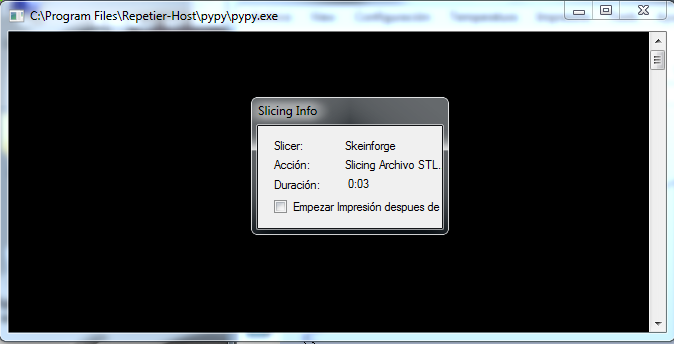 C:\Program Files\Repetier-Host\pypy\pypy.exe
Slicing Info
Slicer: Skeinforge
Acción: Slicing Archivo STL.
Duración: 0:03
Empezar Impresión despues de